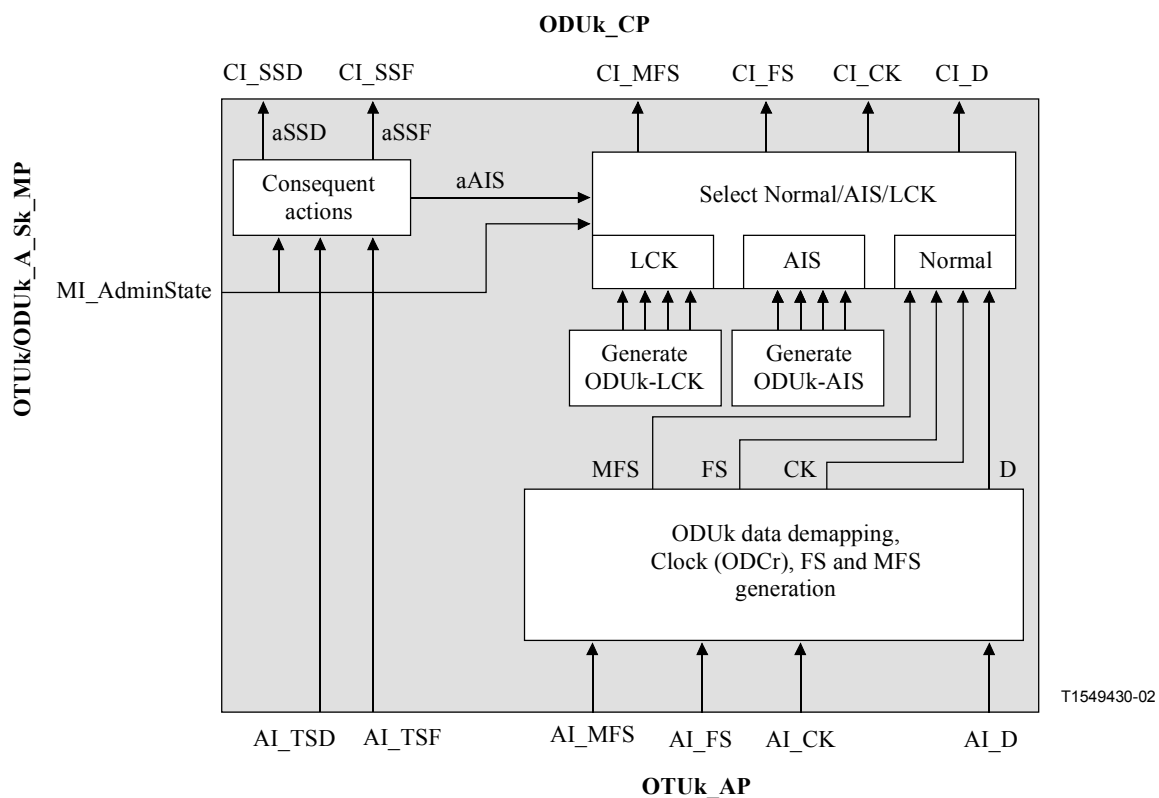 ODUk_CP
CI_SSD CI_SSF CI_MFS CI_FS CI_CK CI_D
aSSD aSSF
OTUk/ODUk_A_Sk_MP
Consequent
actions
aAIS
Select Normal/AIS/LCK
LCK AIS Normal
MI_AdminState
Generate
ODUk-LCK
Generate
ODUk-AIS
MFS FS CK D
ODUk data demapping,
Clock (ODCr), FS and MFS
generation
T1549430-02
AI_TSD AI_TSF AI_MFS AI_FS AI_CK AI_D
OTUk_AP